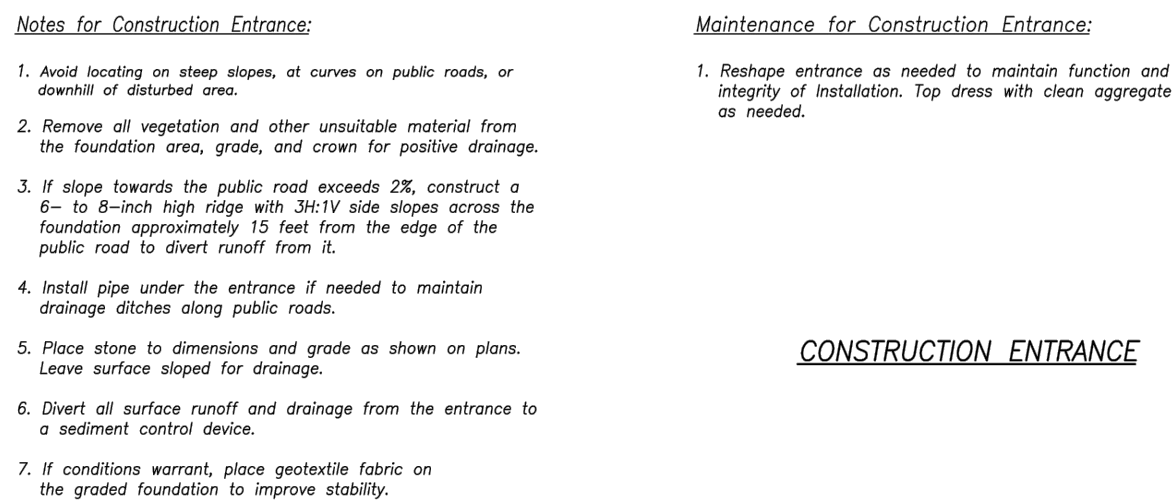 Notes for Construction Entrance:
1. Avoid locating on steep slopes, at curves on public roads, or
downhill of disturbed area.
2. Remove all vegetation and other unsuitable material from
the foundation area, grade, and crown for positive drainage.
3. If slope towards the public road exceeds 2%, construct a
6– to 8–inch high ridge with 3H:1V side slopes across the
foundation approximately 15 feet from the edge of the
public road to divert runoff from it.
4. Install pipe under the entrance if needed to maintain
drainage ditches along public roads.
5. Place stone to dimensions and grade as shown on plans.
Leave surface sloped for drainage.
6. Divert all surface runoff and drainage from the entrance to
a sediment control device.
7. If conditions warrant, place geotextile fabric on
the graded foundation to improve stability.
Maintenance for Construction Entrance:
1. Reshape entrance as needed to maintain function and
integrity of Installation. Top dress with clean aggregate
as needed.
CONSTRUCTION ENTRANCE